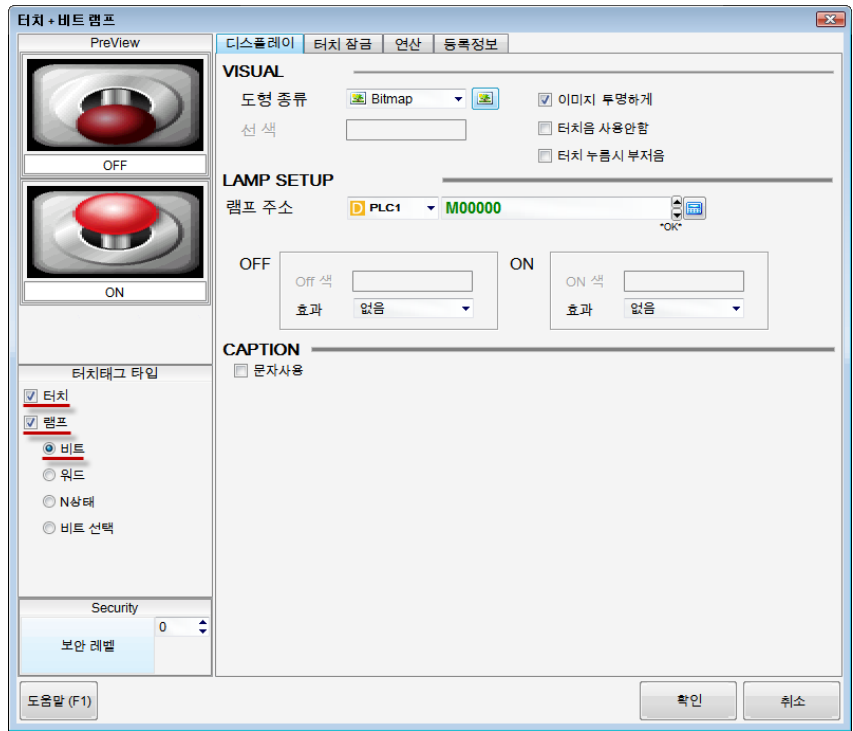 터치 + 비트 램프
PreView
OFF
ON
터치태그 타입
터치
램프
비트
워드
N상태
비트 선택
Security
보안 레벨
0
디스플레이 터치 잠금 연산 등록정보
VISUAL
도형 종류 Bitmap 이미지 투명하게
선 색 터치음 사용안함
터치 누름시 부저음
LAMP SETUP
램프 주소 D PLC1 M00000
*OK*
OFF ON
Off 색 ON 색
효과 없음 효과 없음
CAPTION
문자사용
도움말 (F1) 확인 취소